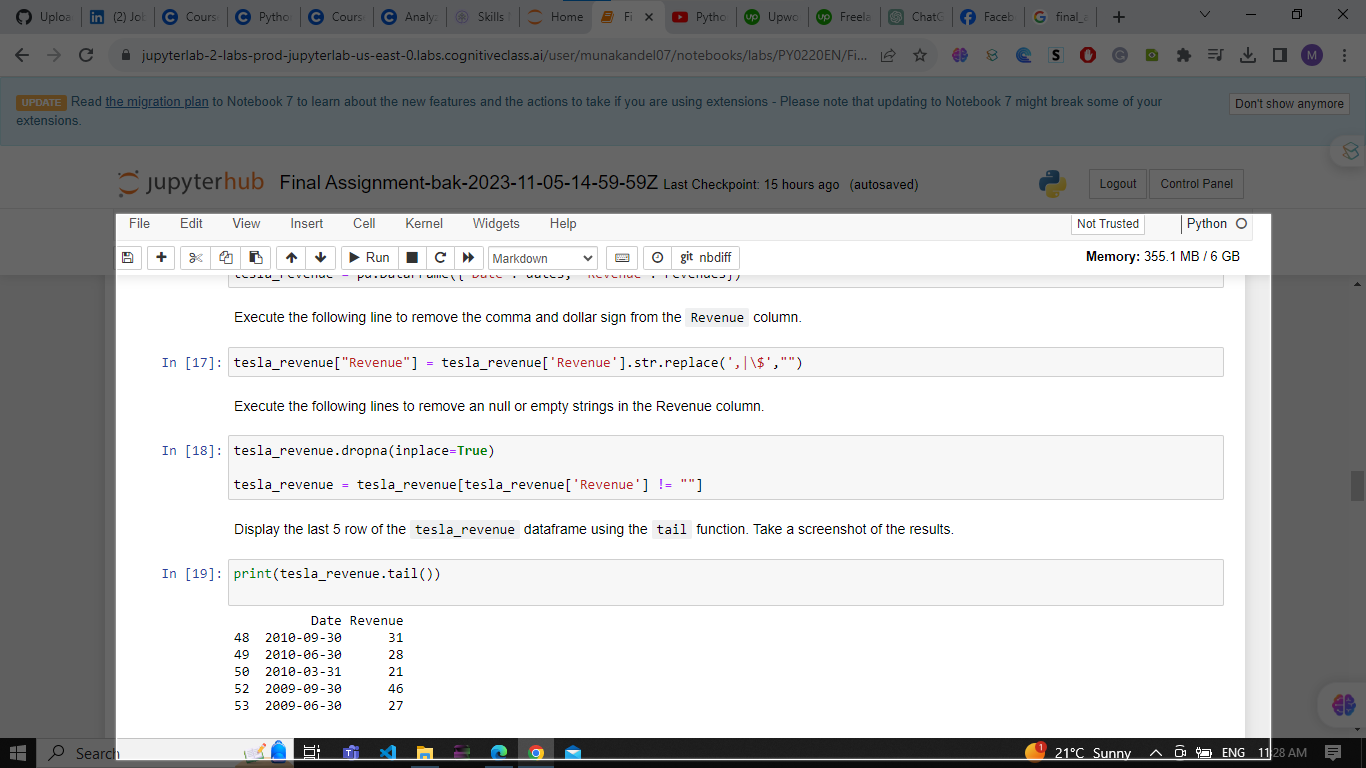 Uploa
(2) Job
Cours
Pytho
Cours
Analyz
Skills
Home
Fi
Pytho
Upwo
Freela
ChatG
Faceb
final_a
jupyterlab-2-labs-prod-jupyterlab-us-east-0.labs.cognitiveclass.ai/user/munakandel07/notebooks/labs/PY0220EN/Fi...
M
UPDATE Read the migration plan to Notebook 7 to learn about the new features and the actions to take if you are using extensions - Please note that updating to Notebook 7 might break some of your
extensions.
Don't show anymore
jupyterhub Final Assignment-bak-2023-11-05-14-59-59Z Last Checkpoint: 15 hours ago (autosaved)
Logout Control Panel
File Edit View Insert Cell Kernel Widgets Help
Not Trusted Python
Run Markdown git nbdiff
Memory: 355.1 MB / 6 GB
tesla_revenue = pd.DataFrame({'Date': dates, 'Revenue': revenues})
Execute the following line to remove the comma and dollar sign from the Revenue column.
In [17]: tesla_revenue["Revenue"] = tesla_revenue['Revenue'].str.replace(',|\$',"")
Execute the following lines to remove an null or empty strings in the Revenue column.
In [18]: tesla_revenue.dropna(inplace=True)
tesla_revenue = tesla_revenue[tesla_revenue['Revenue'] != ""]
Display the last 5 row of the tesla_revenue dataframe using the tail function. Take a screenshot of the results.
In [19]: print(tesla_revenue.tail())
Date Revenue
48 2010-09-30 31
49 2010-06-30 28
50 2010-03-31 21
52 2009-09-30 46
53 2009-06-30 27
Search
1
21°C Sunny
ENG
11:28 AM